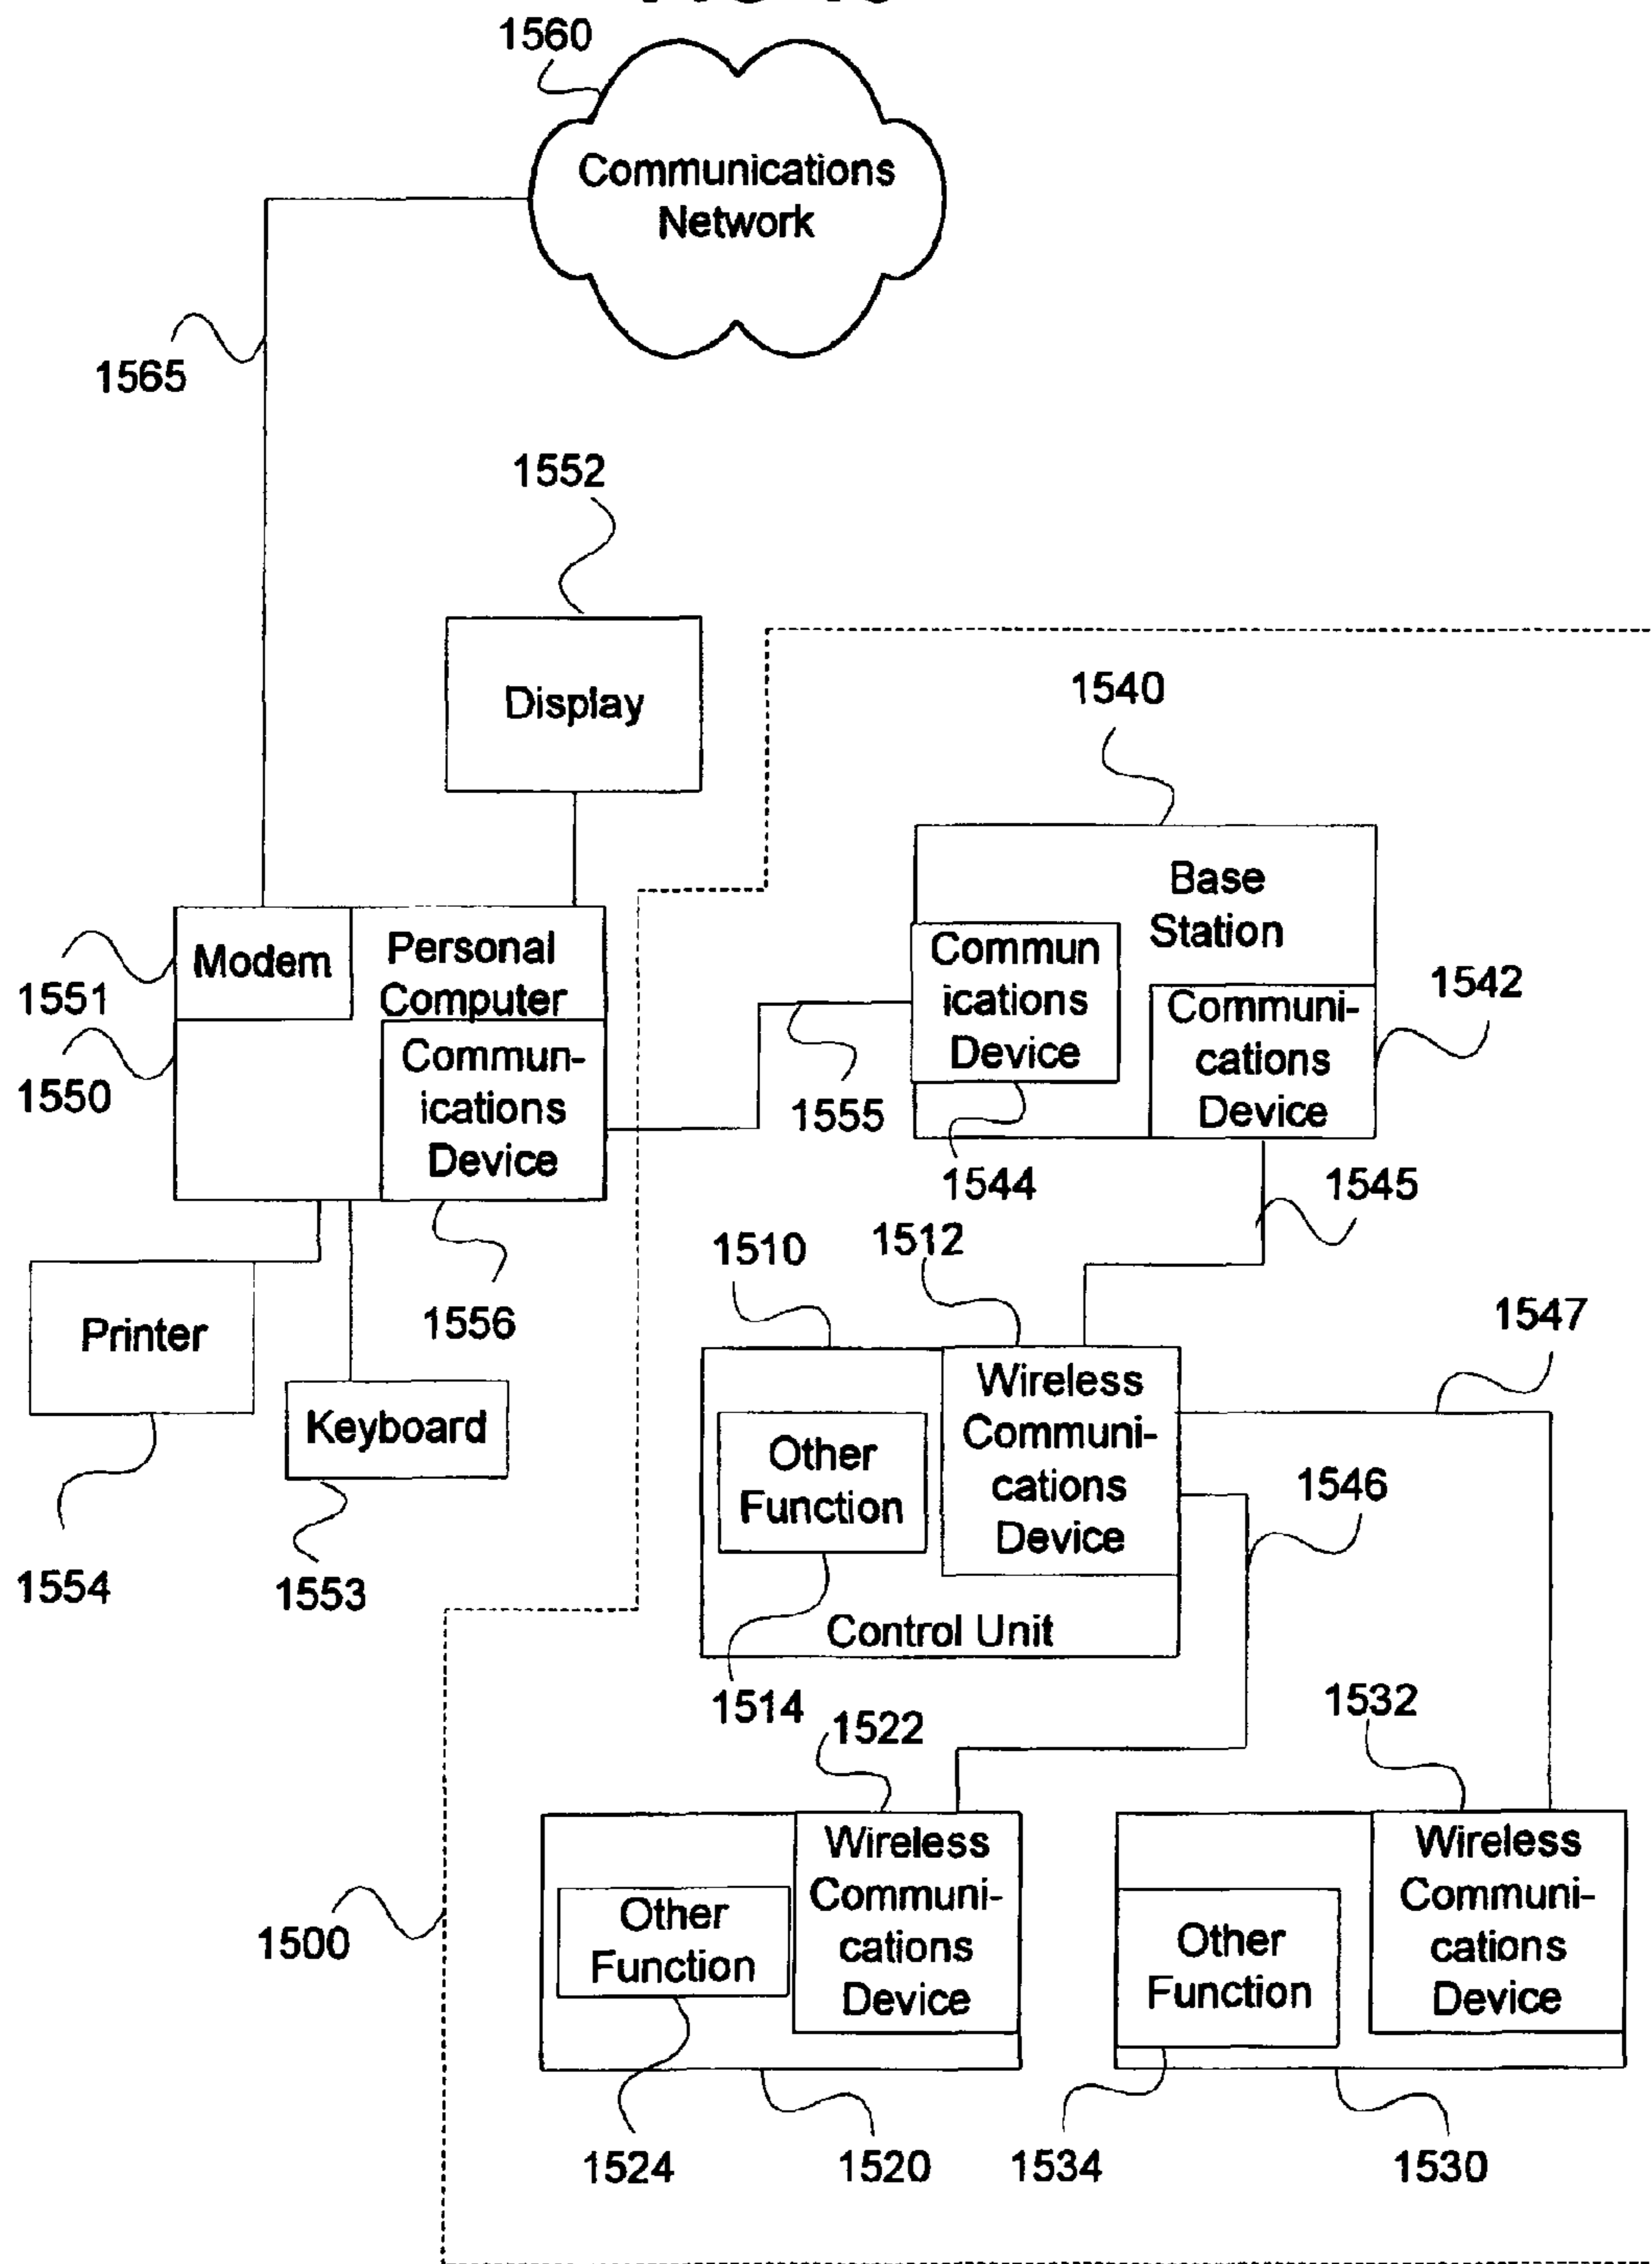 1560
Communications
Network
1565
1552
Display
1540
Base
Station
Commun
ications
Device
1542
Communi-
cations
Device
1551
Modem
Personal
Computer
1550
Commun-
ications
Device
1555
1544
1545
1510
1512
1547
Printer
1556
Keyboard
Wireless
Communi-
cations
Device
Other
Function
1546
1554
1553
Control Unit
1514
1522
1532
Wireless
Communi-
cations
Device
Other
Function
Wireless
Communi-
cations
Device
Other
Function
1500
1524
1520
1534
1530